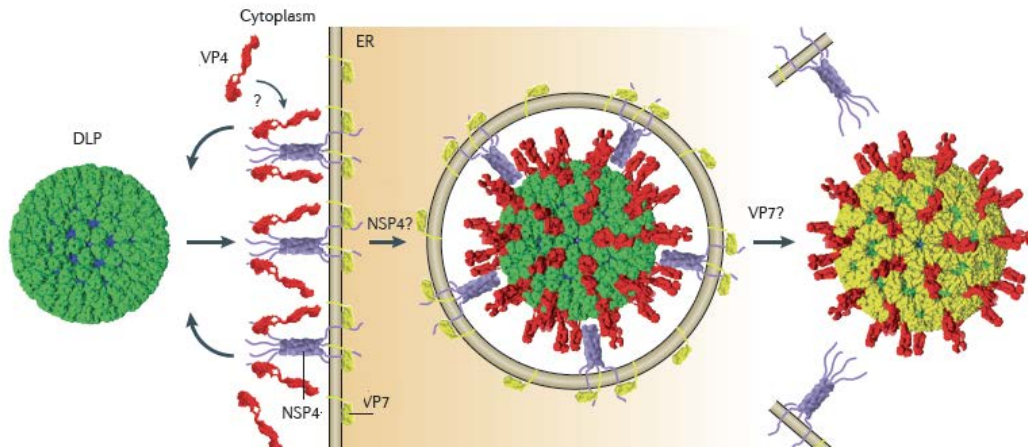 Cytoplasm
ER
VP4
?
DLP
NSP4?
VP7?
NSP4
VP7